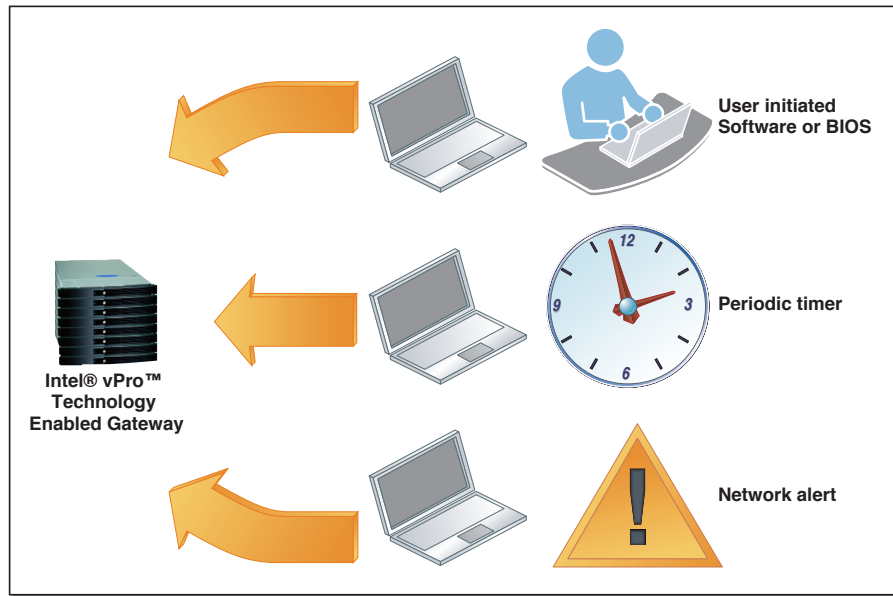 User initiated
Software or BIOS
12
9
3
6
Periodic timer
Intel® vPro™
Technology
Enabled Gateway
Network alert